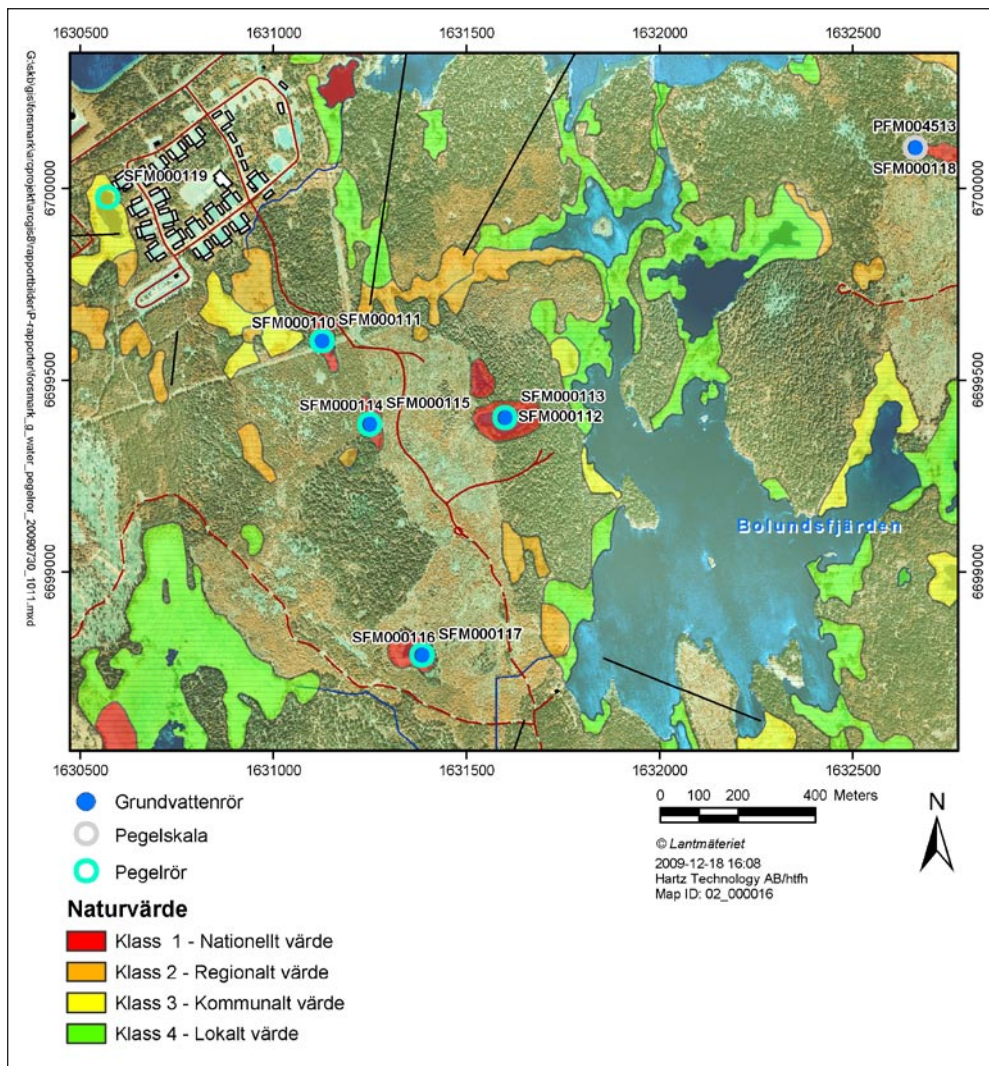 1630500 1631000 1631500 1632000 1632500
PFM004513
SFM000118
SFM000119
6700000 6700000
SFM000110 SFM000111
6699500 6699500
SFM000114 SFM000115
SFM000113
SFM000112
Bolundsfjärden
6699000 6699000
SFM000116 SFM000117
1630500 1631000 1631500 1632000 1632500
Grundvattenrör
Pegelskala
Pegelrör
Naturvärde
Klass 1 - Nationellt värde
Klass 2 - Regionalt värde
Klass 3 - Kommunalt värde
Klass 4 - Lokalt värde
0 100 200 400 Meters
N
© Lantmäteriet
2009-12-18 16:08
Hartz Technology AB/htfh
Map ID: 02_000016